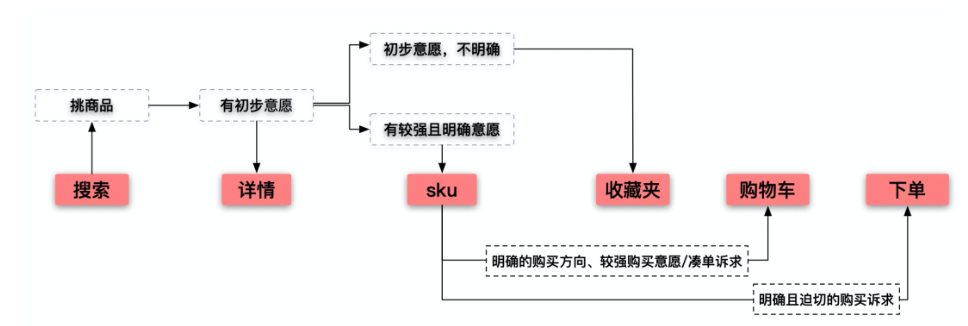 初步意愿，不明确
挑商品
有初步意愿
有较强且明确意愿
搜索
详情
sku
收藏夹
购物车
下单
明确的购买方向、较强购买意愿/凑单诉求
明确且迫切的购买诉求